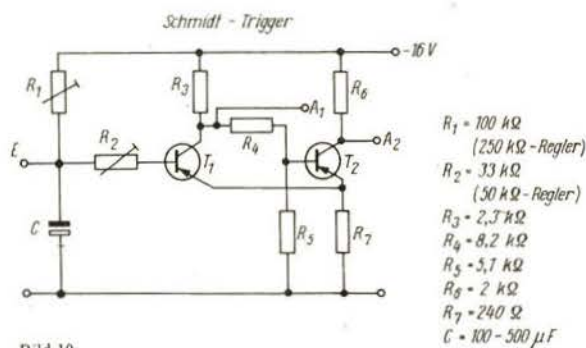 Schmidt - Trigger
-16V
R1
R3
A1
R6
R4
A2
E
R2
T1
T2
C
R5
R7
R1 = 100 kΩ
(250 kΩ-Regler)
R2 = 33 kΩ
(50 kΩ-Regler)
R3 = 2,3 kΩ
R4 = 8,2 kΩ
R5 = 5,1 kΩ
R6 = 2 kΩ
R7 = 240 Ω
C = 100-500 μF